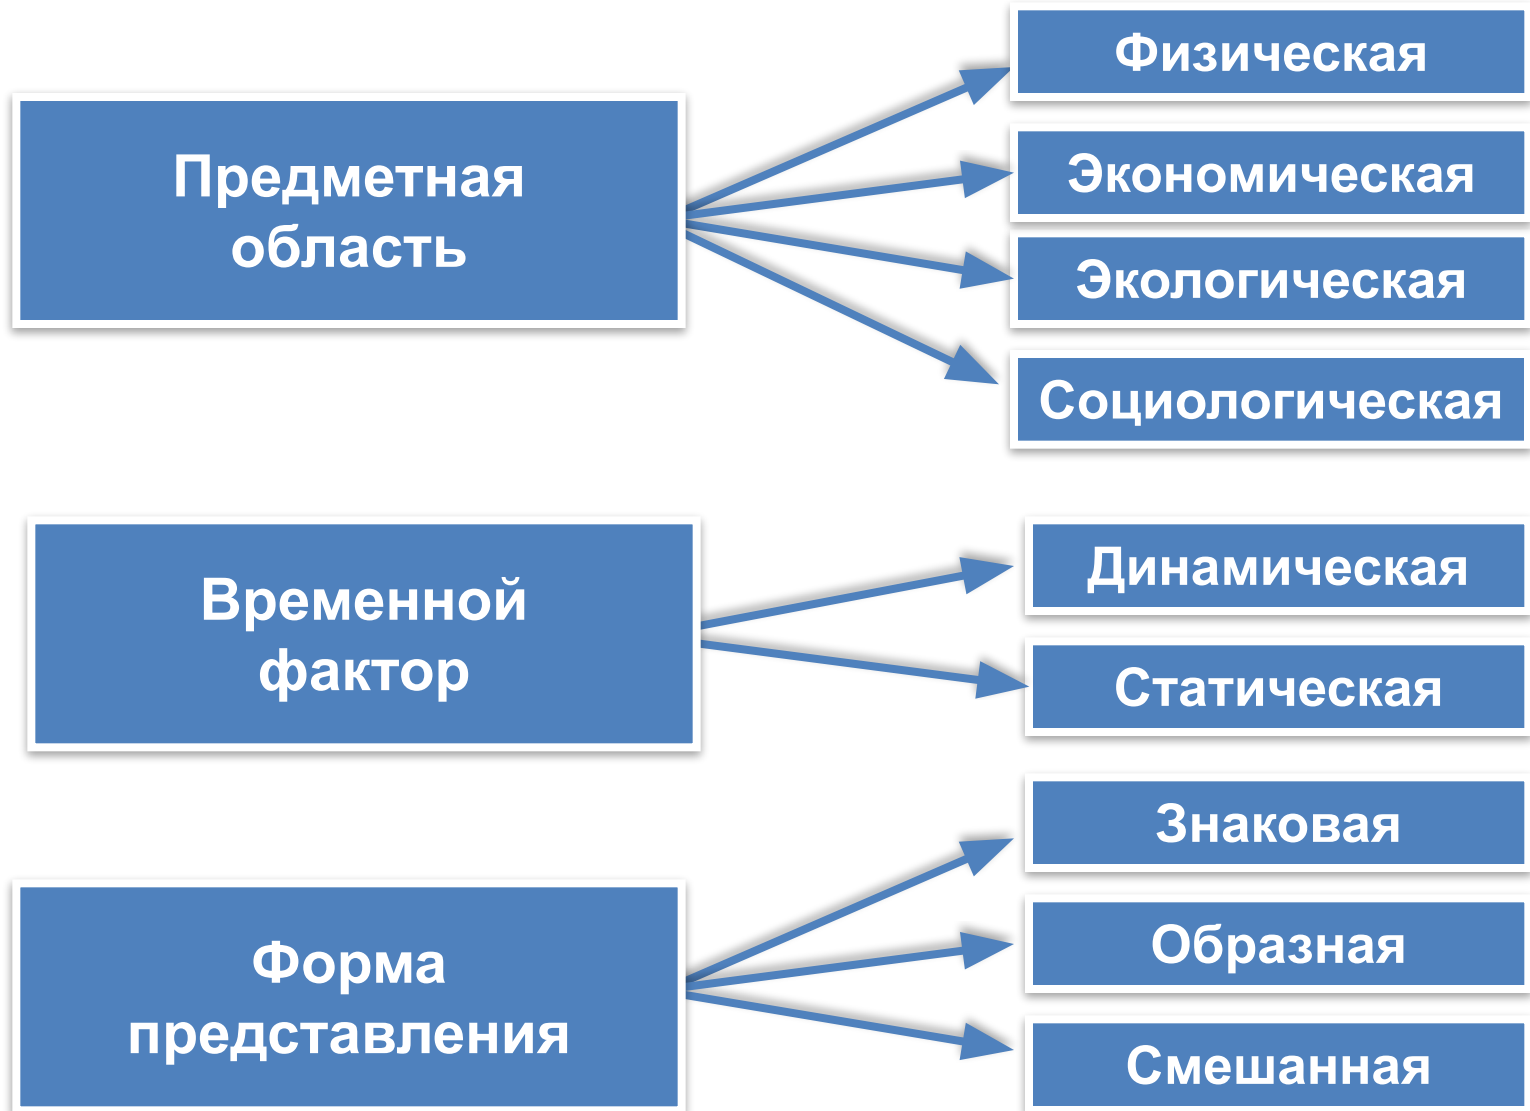 Предметная
область
Физическая
Экономическая
Экологическая
Социологическая
Временной
фактор
Динамическая
Статическая
Форма
представления
Знаковая
Образная
Смешанная